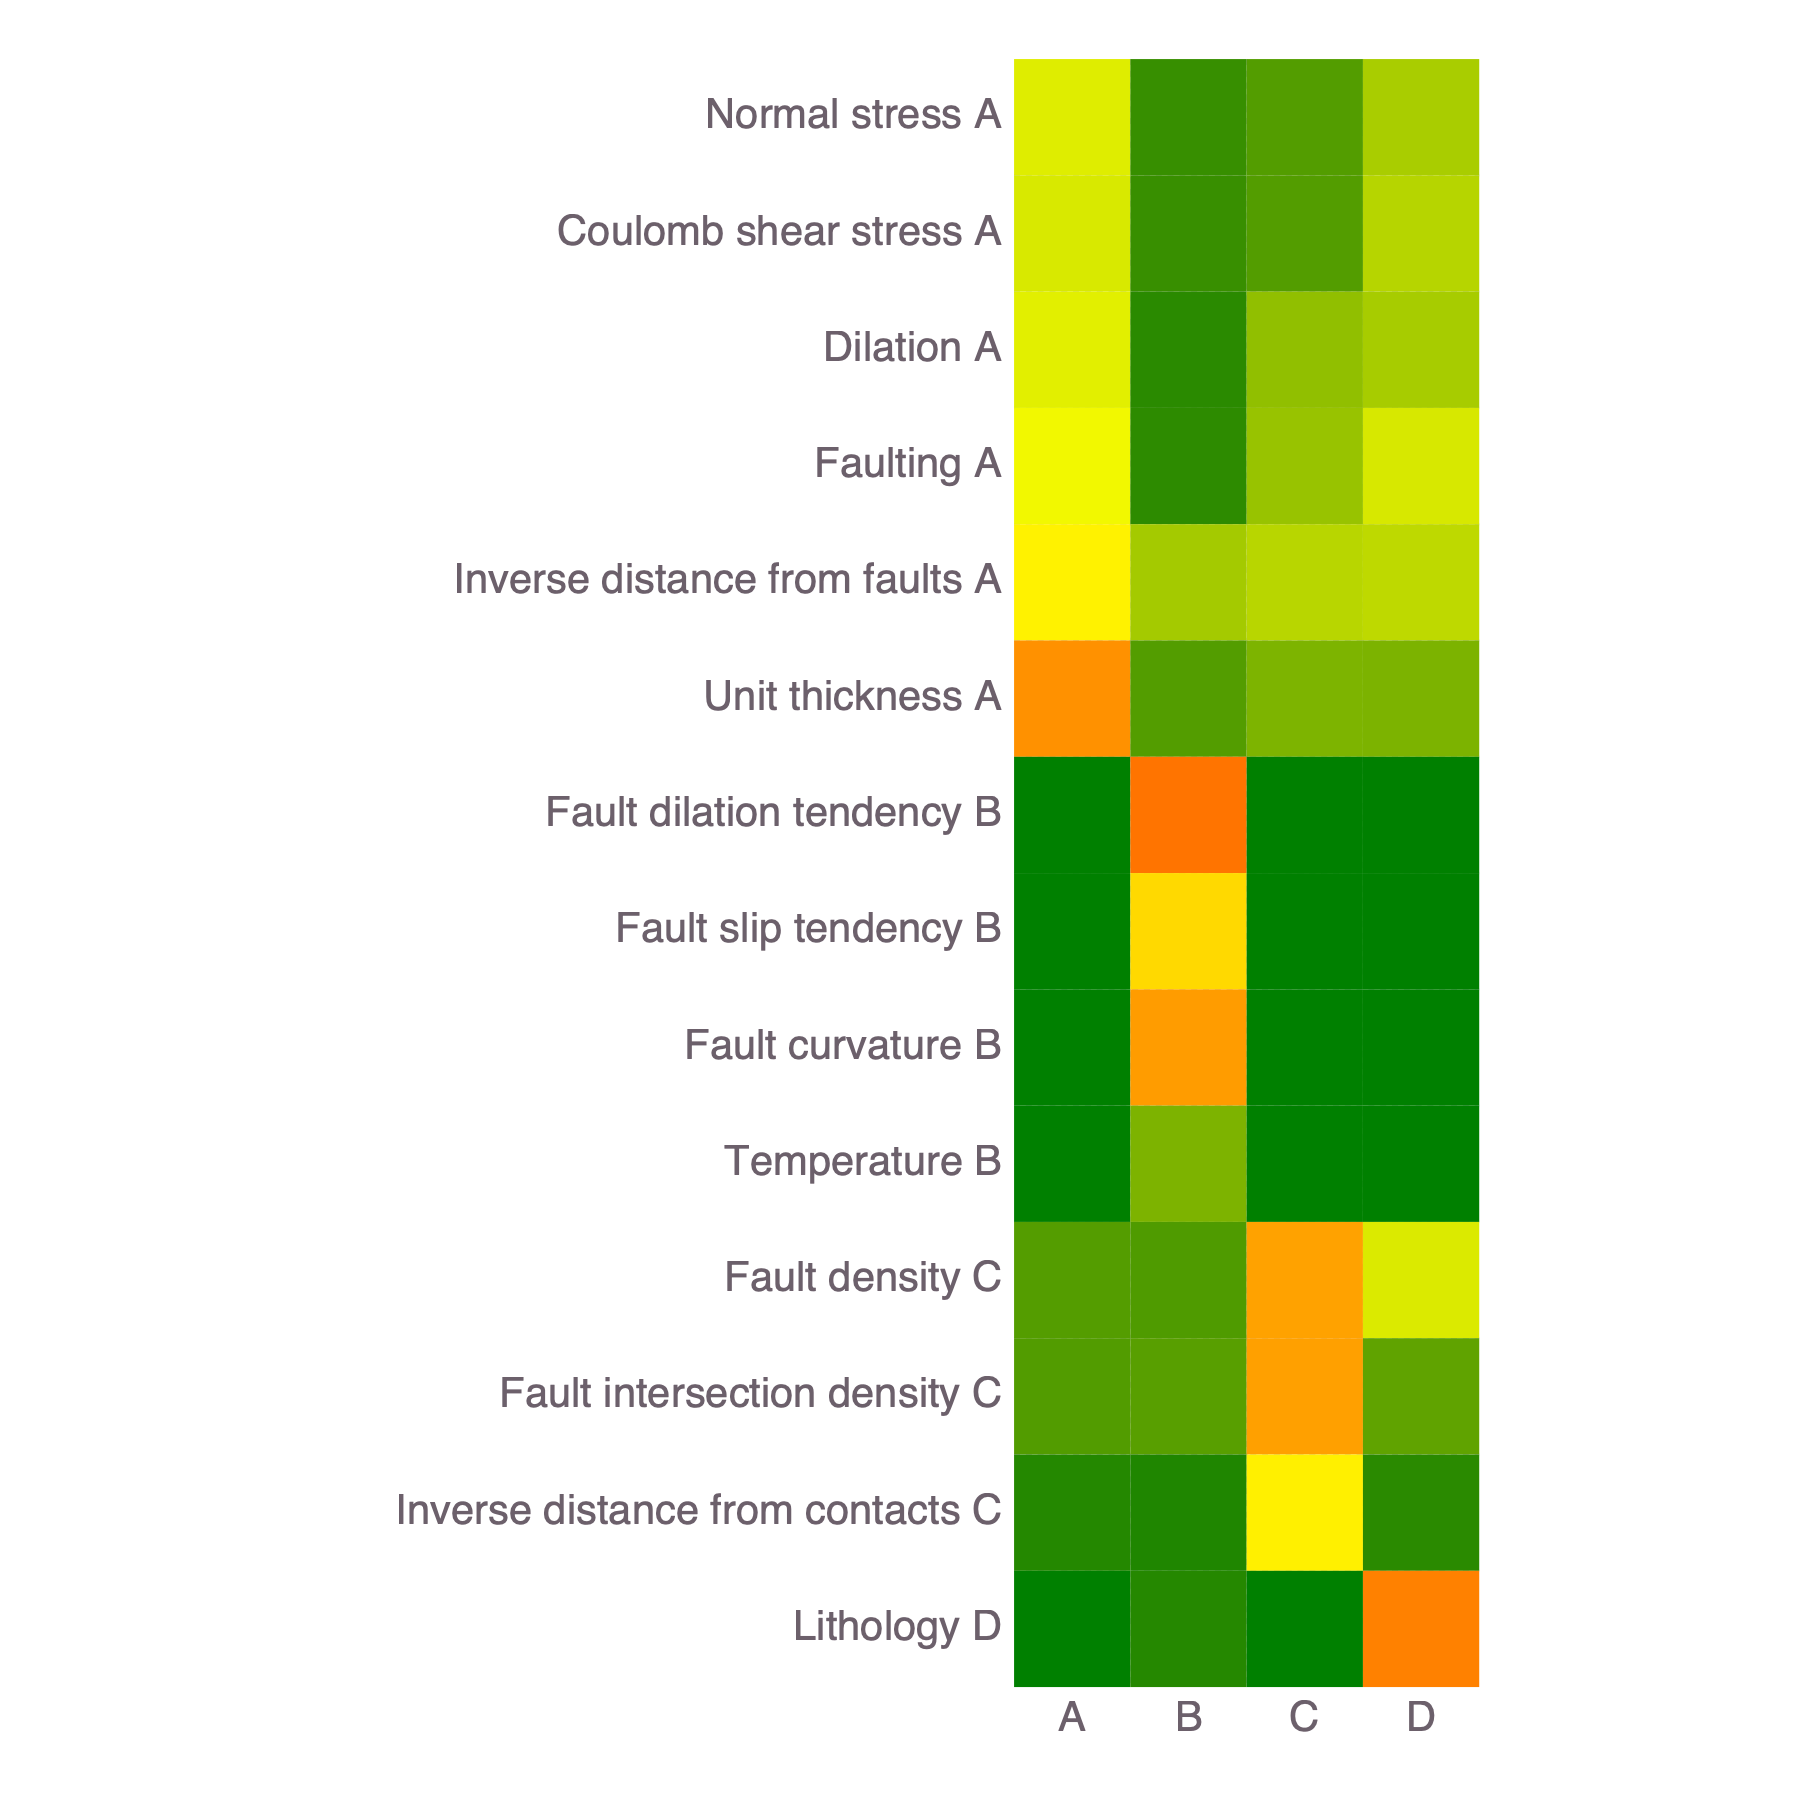 Normal stress A
Coulomb shear stress A
Dilation A
Faulting A
Inverse distance from faults A
Unit thickness A
Fault dilation tendency B
Fault slip tendency B
Fault curvature B
Temperature B
Fault density C
Fault intersection density C
Inverse distance from contacts C
Lithology D
A B C D